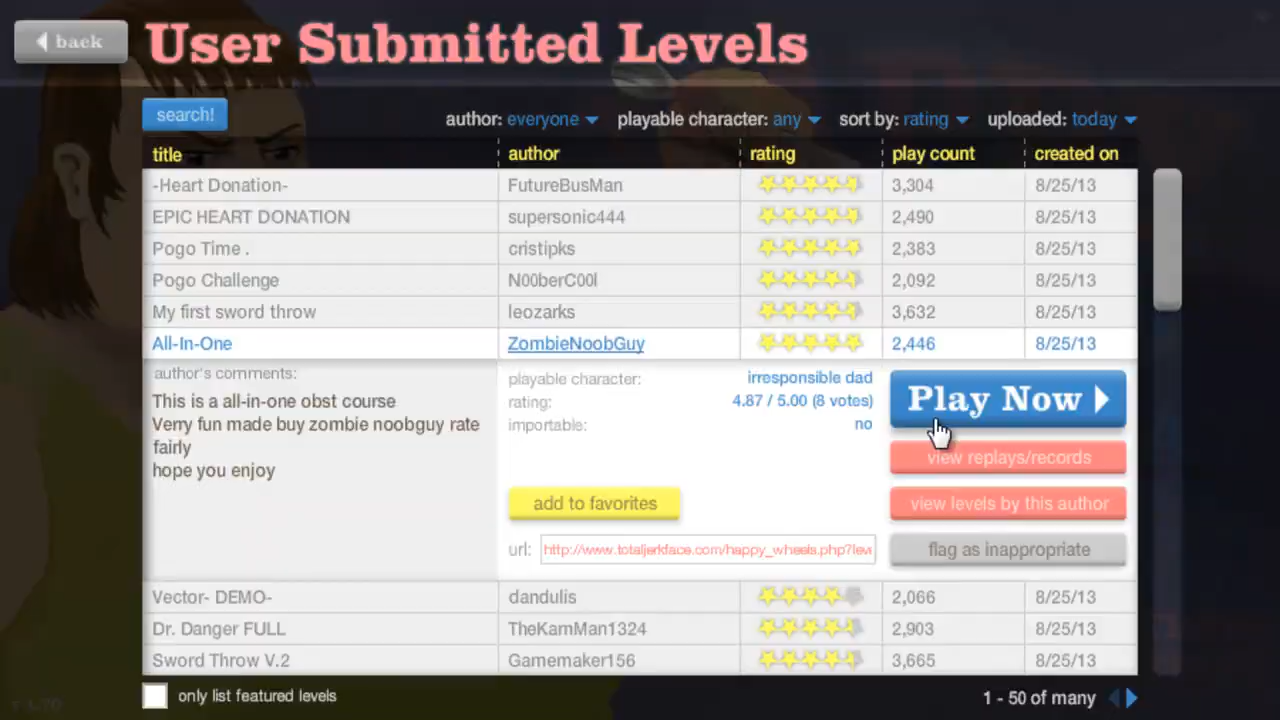 back
User Submitted Levels
search!
author: everyone playable character: any sort by: rating uploaded: today
title author rating play count created on
-Heart Donation- FutureBusMan 3,304 8/25/13
EPIC HEART DONATION supersonic444 2,490 8/25/13
Pogo Time . cristipks 2,383 8/25/13
Pogo Challenge N00berC00l 2,092 8/25/13
My first sword throw leozarks 3,632 8/25/13
All-In-One ZombieNoobGuy 2,446 8/25/13
author's comments:
This is a all-in-one obst course
Verry fun made buy zombie noobguy rate
fairly
hope you enjoy
playable character: irresponsible dad
rating: 4.87 / 5.00 (8 votes)
importable: no
add to favorites
url: http://www.totaljerkface.com/happy_wheels.php?leve
Play Now
view replays/records
view levels by this author
flag as inappropriate
Vector- DEMO- dandulis 2,066 8/25/13
Dr. Danger FULL TheKamMan1324 2,903 8/25/13
Sword Throw V.2 Gamemaker156 3,665 8/25/13
only list featured levels
1 - 50 of many